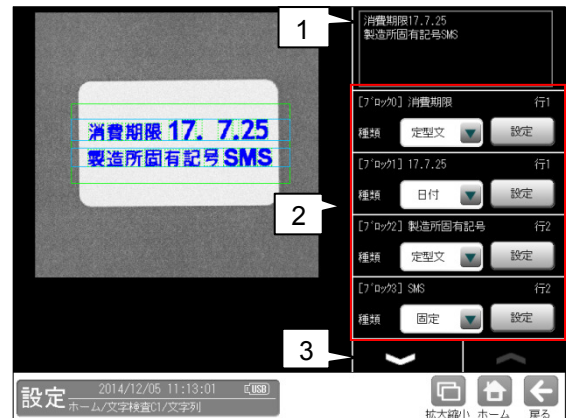 1
消費期限17.7.25
製造所固有記号SMS
消費期限 17. 7.25
製造所固有記号 SMS
2
[ブロック0] 消費期限 行1
種類 定型文 設定
[ブロック1] 17.7.25 行1
種類 日付 設定
[ブロック2] 製造所固有記号 行2
種類 定型文 設定
[ブロック3] SMS 行2
種類 固定 設定
3
設定 2014/12/05 11:13:01 USB
ホーム/文字検査C1/文字列
拡大縮小 ホーム 戻る